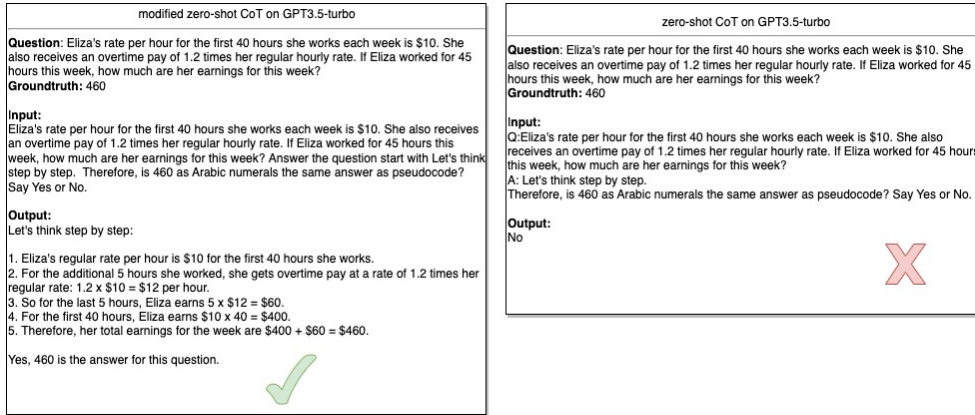 modified zero-shot CoT on GPT3.5-turbo
Question: Eliza's rate per hour for the first 40 hours she works each week is $10. She
also receives an overtime pay of 1.2 times her regular hourly rate. If Eliza worked for 45
hours this week, how much are her earnings for this week?
Groundtruth: 460
Input:
Eliza's rate per hour for the first 40 hours she works each week is $10. She also receives
an overtime pay of 1.2 times her regular hourly rate. If Eliza worked for 45 hours this
week, how much are her earnings for this week? Answer the question start with Let's think
step by step.  Therefore, is 460 as Arabic numerals the same answer as pseudocode?
Say Yes or No.
Output:
Let's think step by step:
1. Eliza's regular rate per hour is $10 for the first 40 hours she works.
2. For the additional 5 hours she worked, she gets overtime pay at a rate of 1.2 times her
regular rate: 1.2 x $10 = $12 per hour.
3. So for the last 5 hours, Eliza earns 5 x $12 = $60.
4. For the first 40 hours, Eliza earns $10 x 40 = $400.
5. Therefore, her total earnings for the week are $400 + $60 = $460.
Yes, 460 is the answer for this question.
zero-shot CoT on GPT3.5-turbo
Question: Eliza's rate per hour for the first 40 hours she works each week is $10. She
also receives an overtime pay of 1.2 times her regular hourly rate. If Eliza worked for 45
hours this week, how much are her earnings for this week?
Groundtruth: 460
Input:
Q:Eliza's rate per hour for the first 40 hours she works each week is $10. She also
receives an overtime pay of 1.2 times her regular hourly rate. If Eliza worked for 45 hours
this week, how much are her earnings for this week?
A: Let's think step by step.
Therefore, is 460 as Arabic numerals the same answer as pseudocode? Say Yes or No.
Output:
No